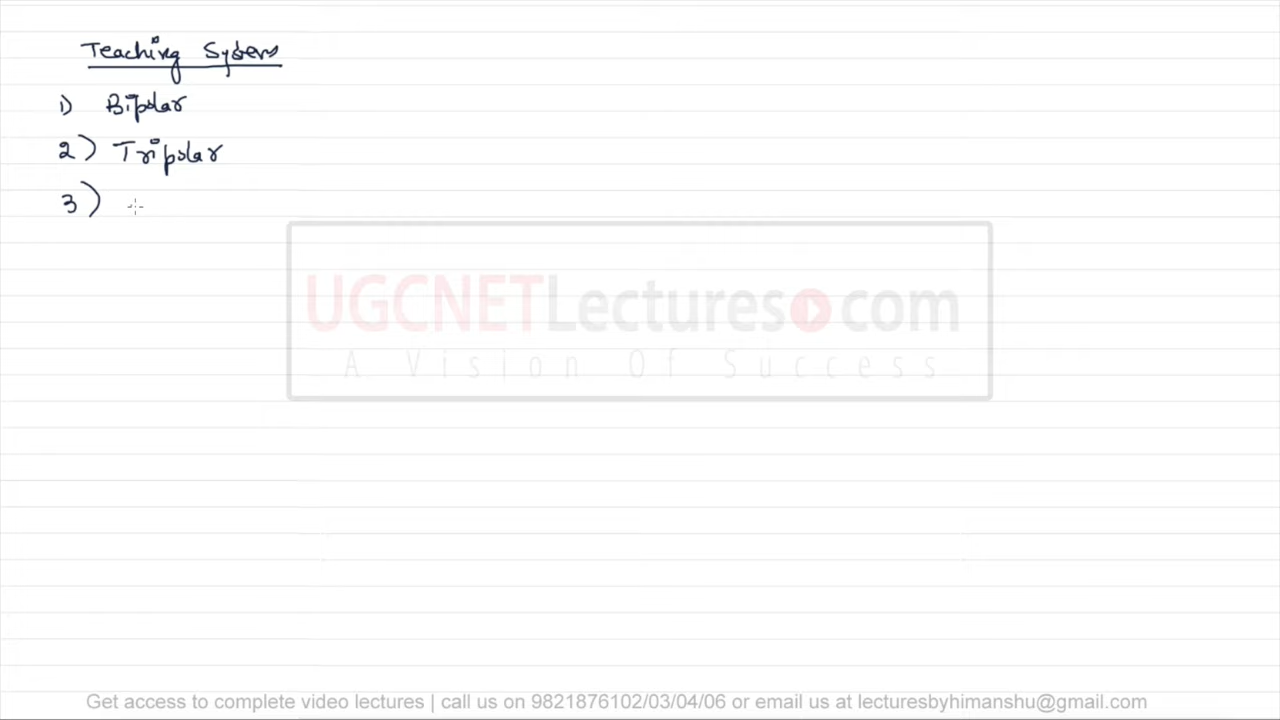 Teaching System
1) Bipolar
2) Tripolar
3)
UGCNETLectures.com
A Vision Of Success
Get access to complete video lectures | call us on 9821876102/03/04/06 or email us at lecturesbyhimanshu@gmail.com